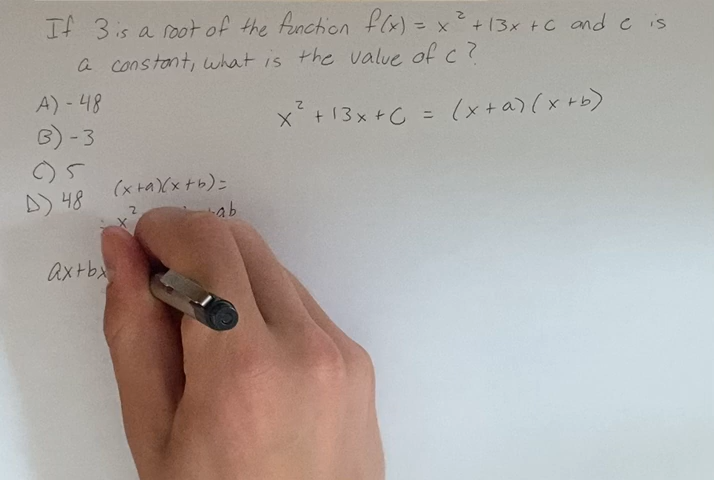 If 3 is a root of the function f(x) = x² + 13x + c and c is
a constant, what is the value of c?
A) -48
B) -3
C) 5
D) 48
x² + 13x + C = (x+a)(x+b)
(x+a)(x+b) =
= x² +ab
ax+bx